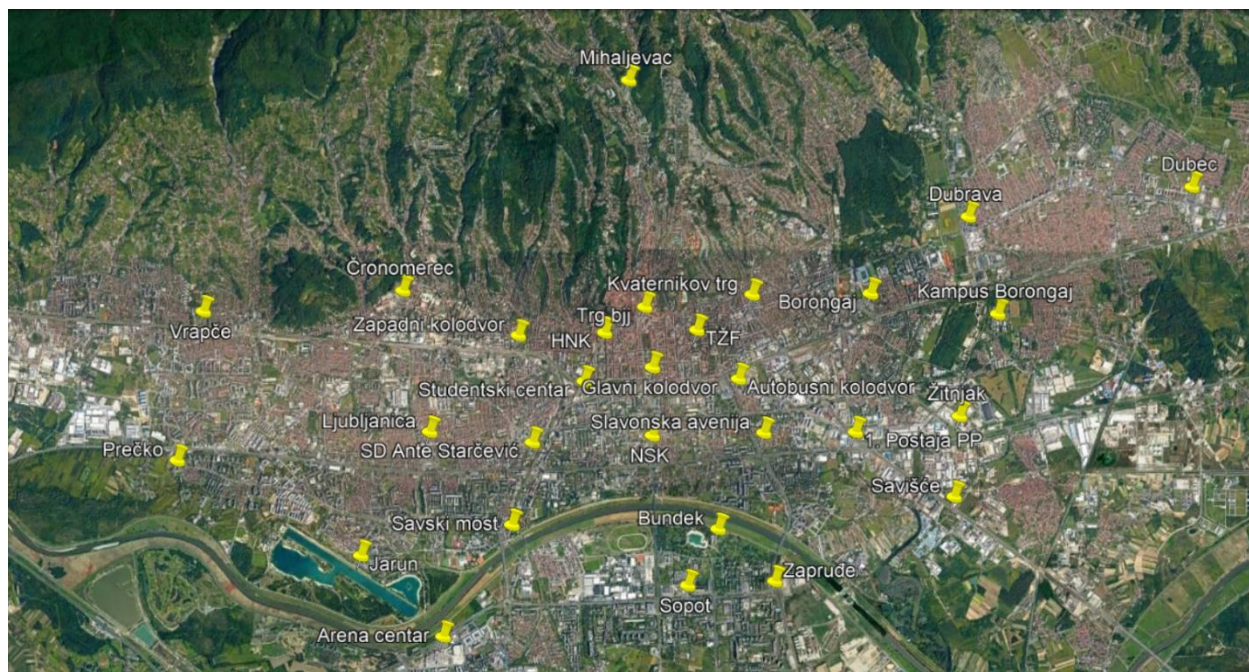 Mihaljevac
Dubec
Dubrava
Črnomerec
Kvaternikov trg
Borongaj
Kampus Borongaj
Vrapče
Zapadni kolodvor
Trg bjj
HNK
TŽF
Studentski centar
Glavni kolodvor
Autobusni kolodvor
Žitnjak
Ljubljanica
Slavonska avenija
1. Postaja PP
Prečko
SD Ante Starčević
NSK
Savišće
Savski most
Bundek
Jarun
Zapruđe
Sopot
Arena centar